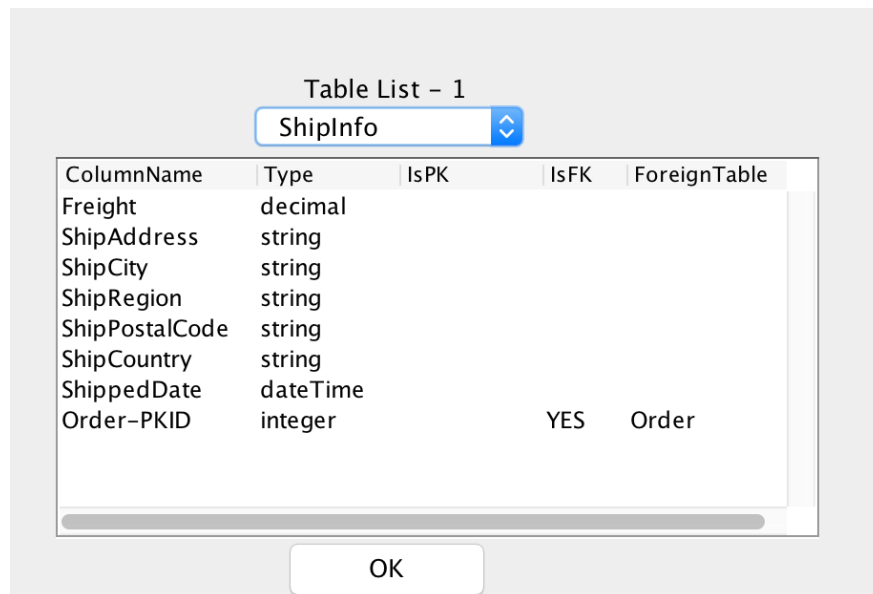 Table List – 1
ShipInfo
ColumnName Type IsPK IsFK ForeignTable
Freight decimal
ShipAddress string
ShipCity string
ShipRegion string
ShipPostalCode string
ShipCountry string
ShippedDate dateTime
Order–PKID integer YES Order
OK